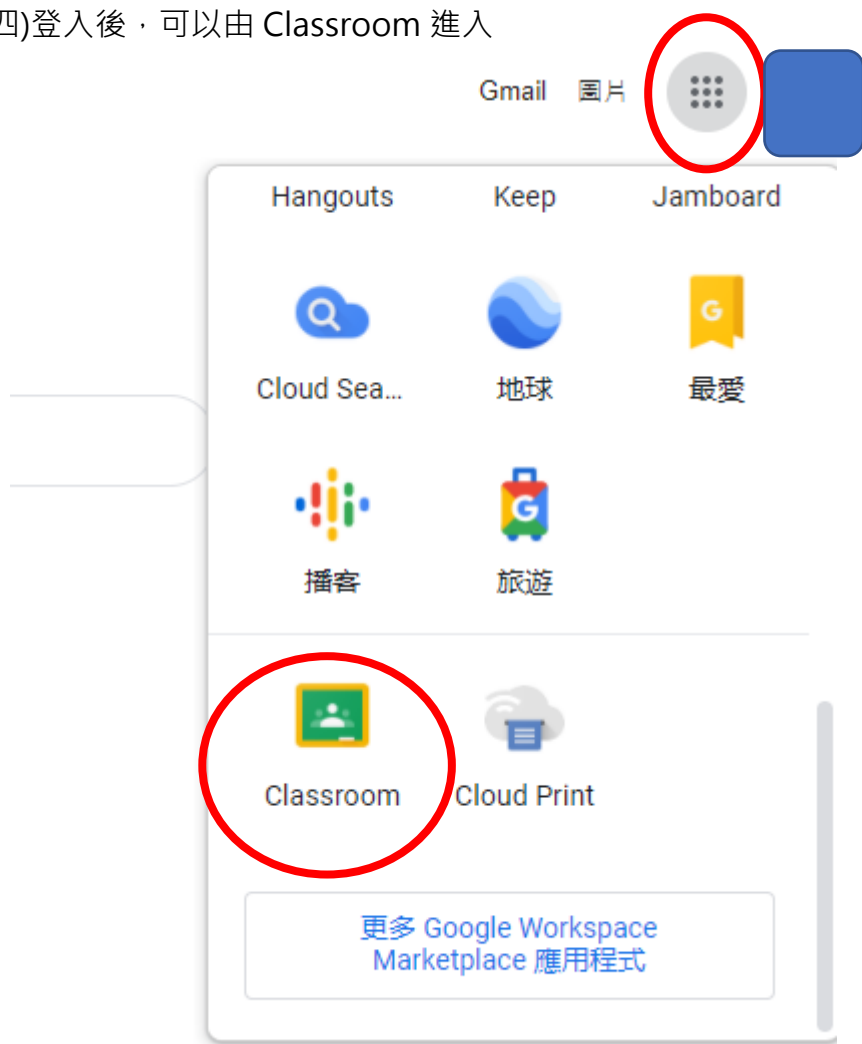 四)登入後，可以由 Classroom 進入
Gmail 圖片
Hangouts Keep Jamboard
Cloud Sea... 地球 最愛
播客 旅遊
Classroom Cloud Print
更多 Google Workspace
Marketplace 應用程式